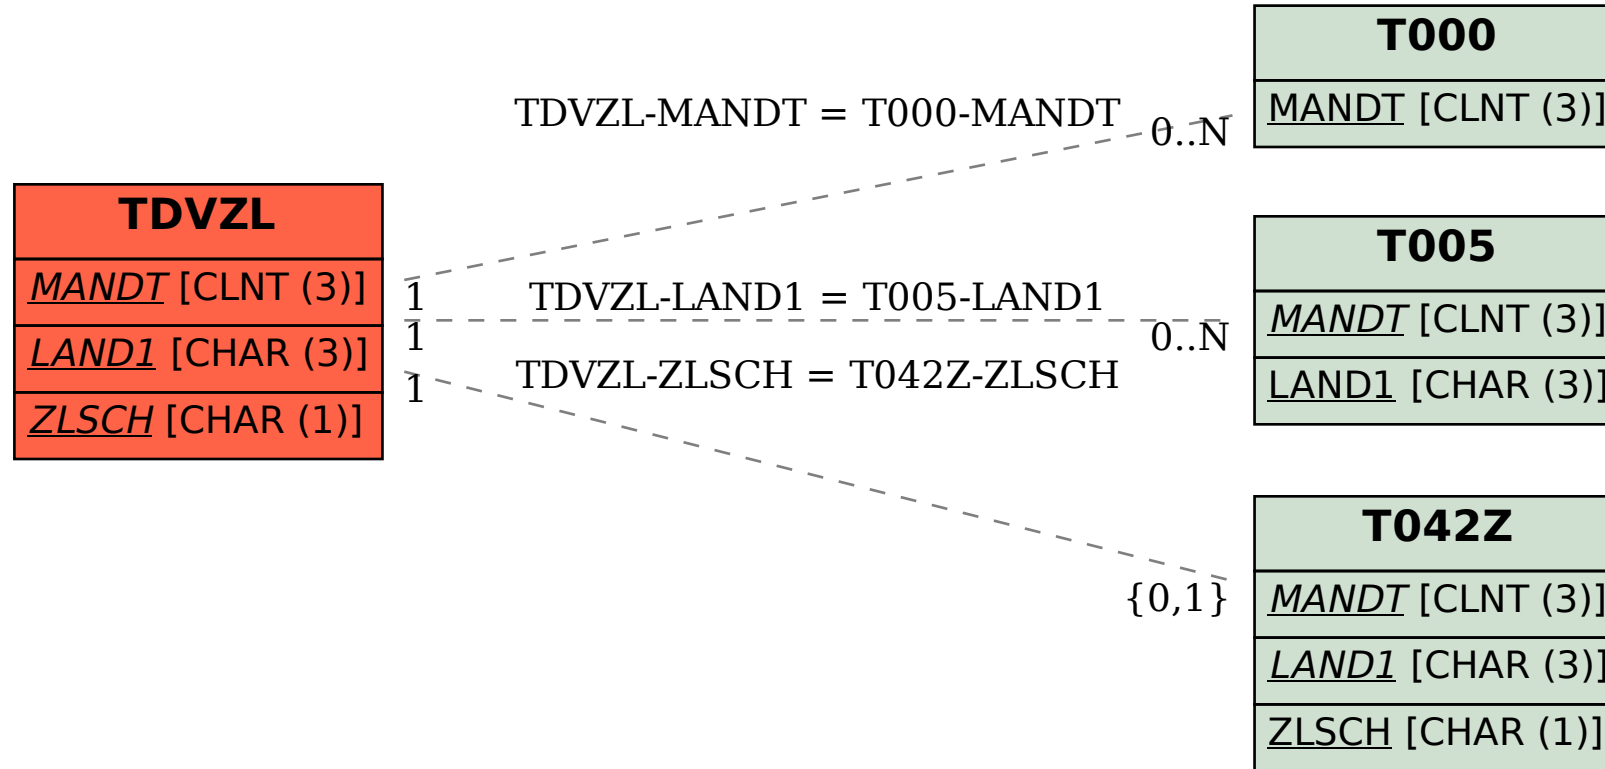 T000
MANDT [CLNT (3)]
TDVZL-MANDT = T000-MANDT
0..N
TDVZL
MANDT [CLNT (3)]
LAND1 [CHAR (3)]
ZLSCH [CHAR (1)]
1
TDVZL-LAND1 = T005-LAND1
1
0..N
TDVZL-ZLSCH = T042Z-ZLSCH
1
{0,1}
T005
MANDT [CLNT (3)]
LAND1 [CHAR (3)]
T042Z
MANDT [CLNT (3)]
LAND1 [CHAR (3)]
ZLSCH [CHAR (1)]